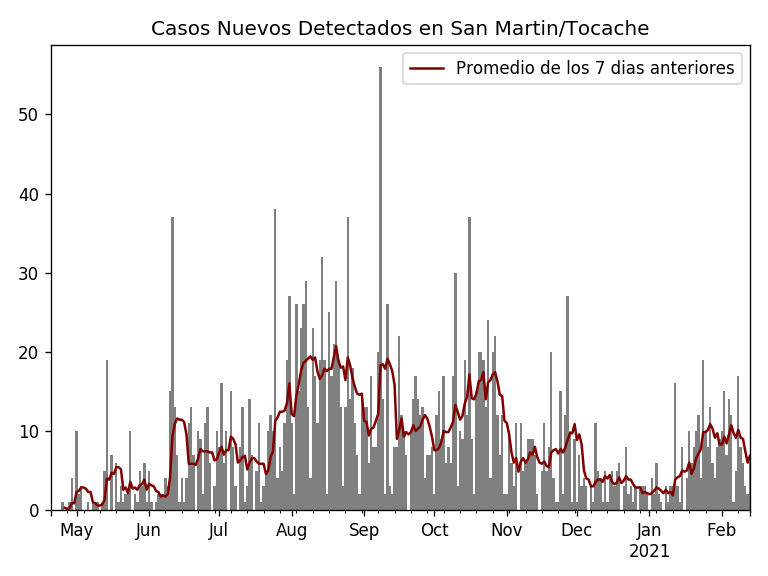 Casos Nuevos Detectados en San Martin/Tocache
Promedio de los 7 dias anteriores
50
40
30
20
10
0
May Jun Jul Aug Sep Oct Nov Dec Jan Feb
2021